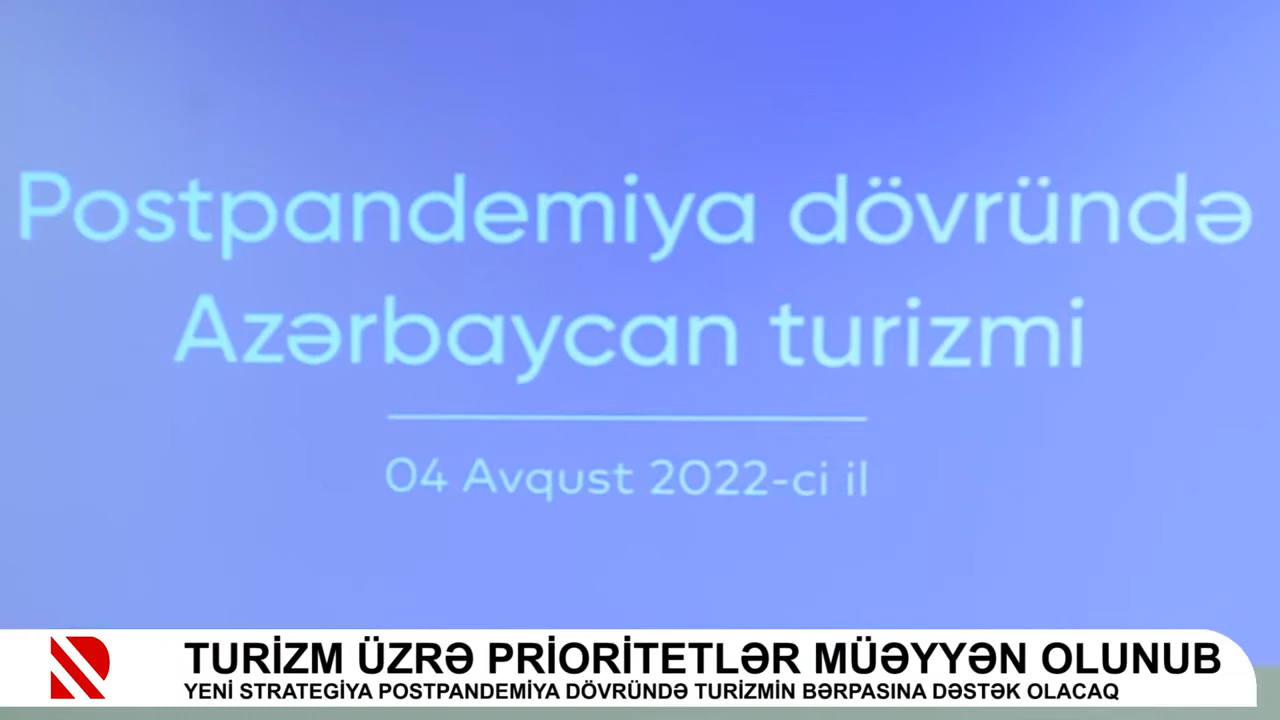 Postpandemiya dövründə
Azərbaycan turizmi
04 Avqust 2022-ci il
TURİZM ÜZRƏ PRİORİTETLƏR MÜƏYYƏN OLUNUB
YENİ STRATEGİYA POSTPANDEMİYA DÖVRÜNDƏ TURİZMİN BƏRPASINA DƏSTƏK OLACAQ